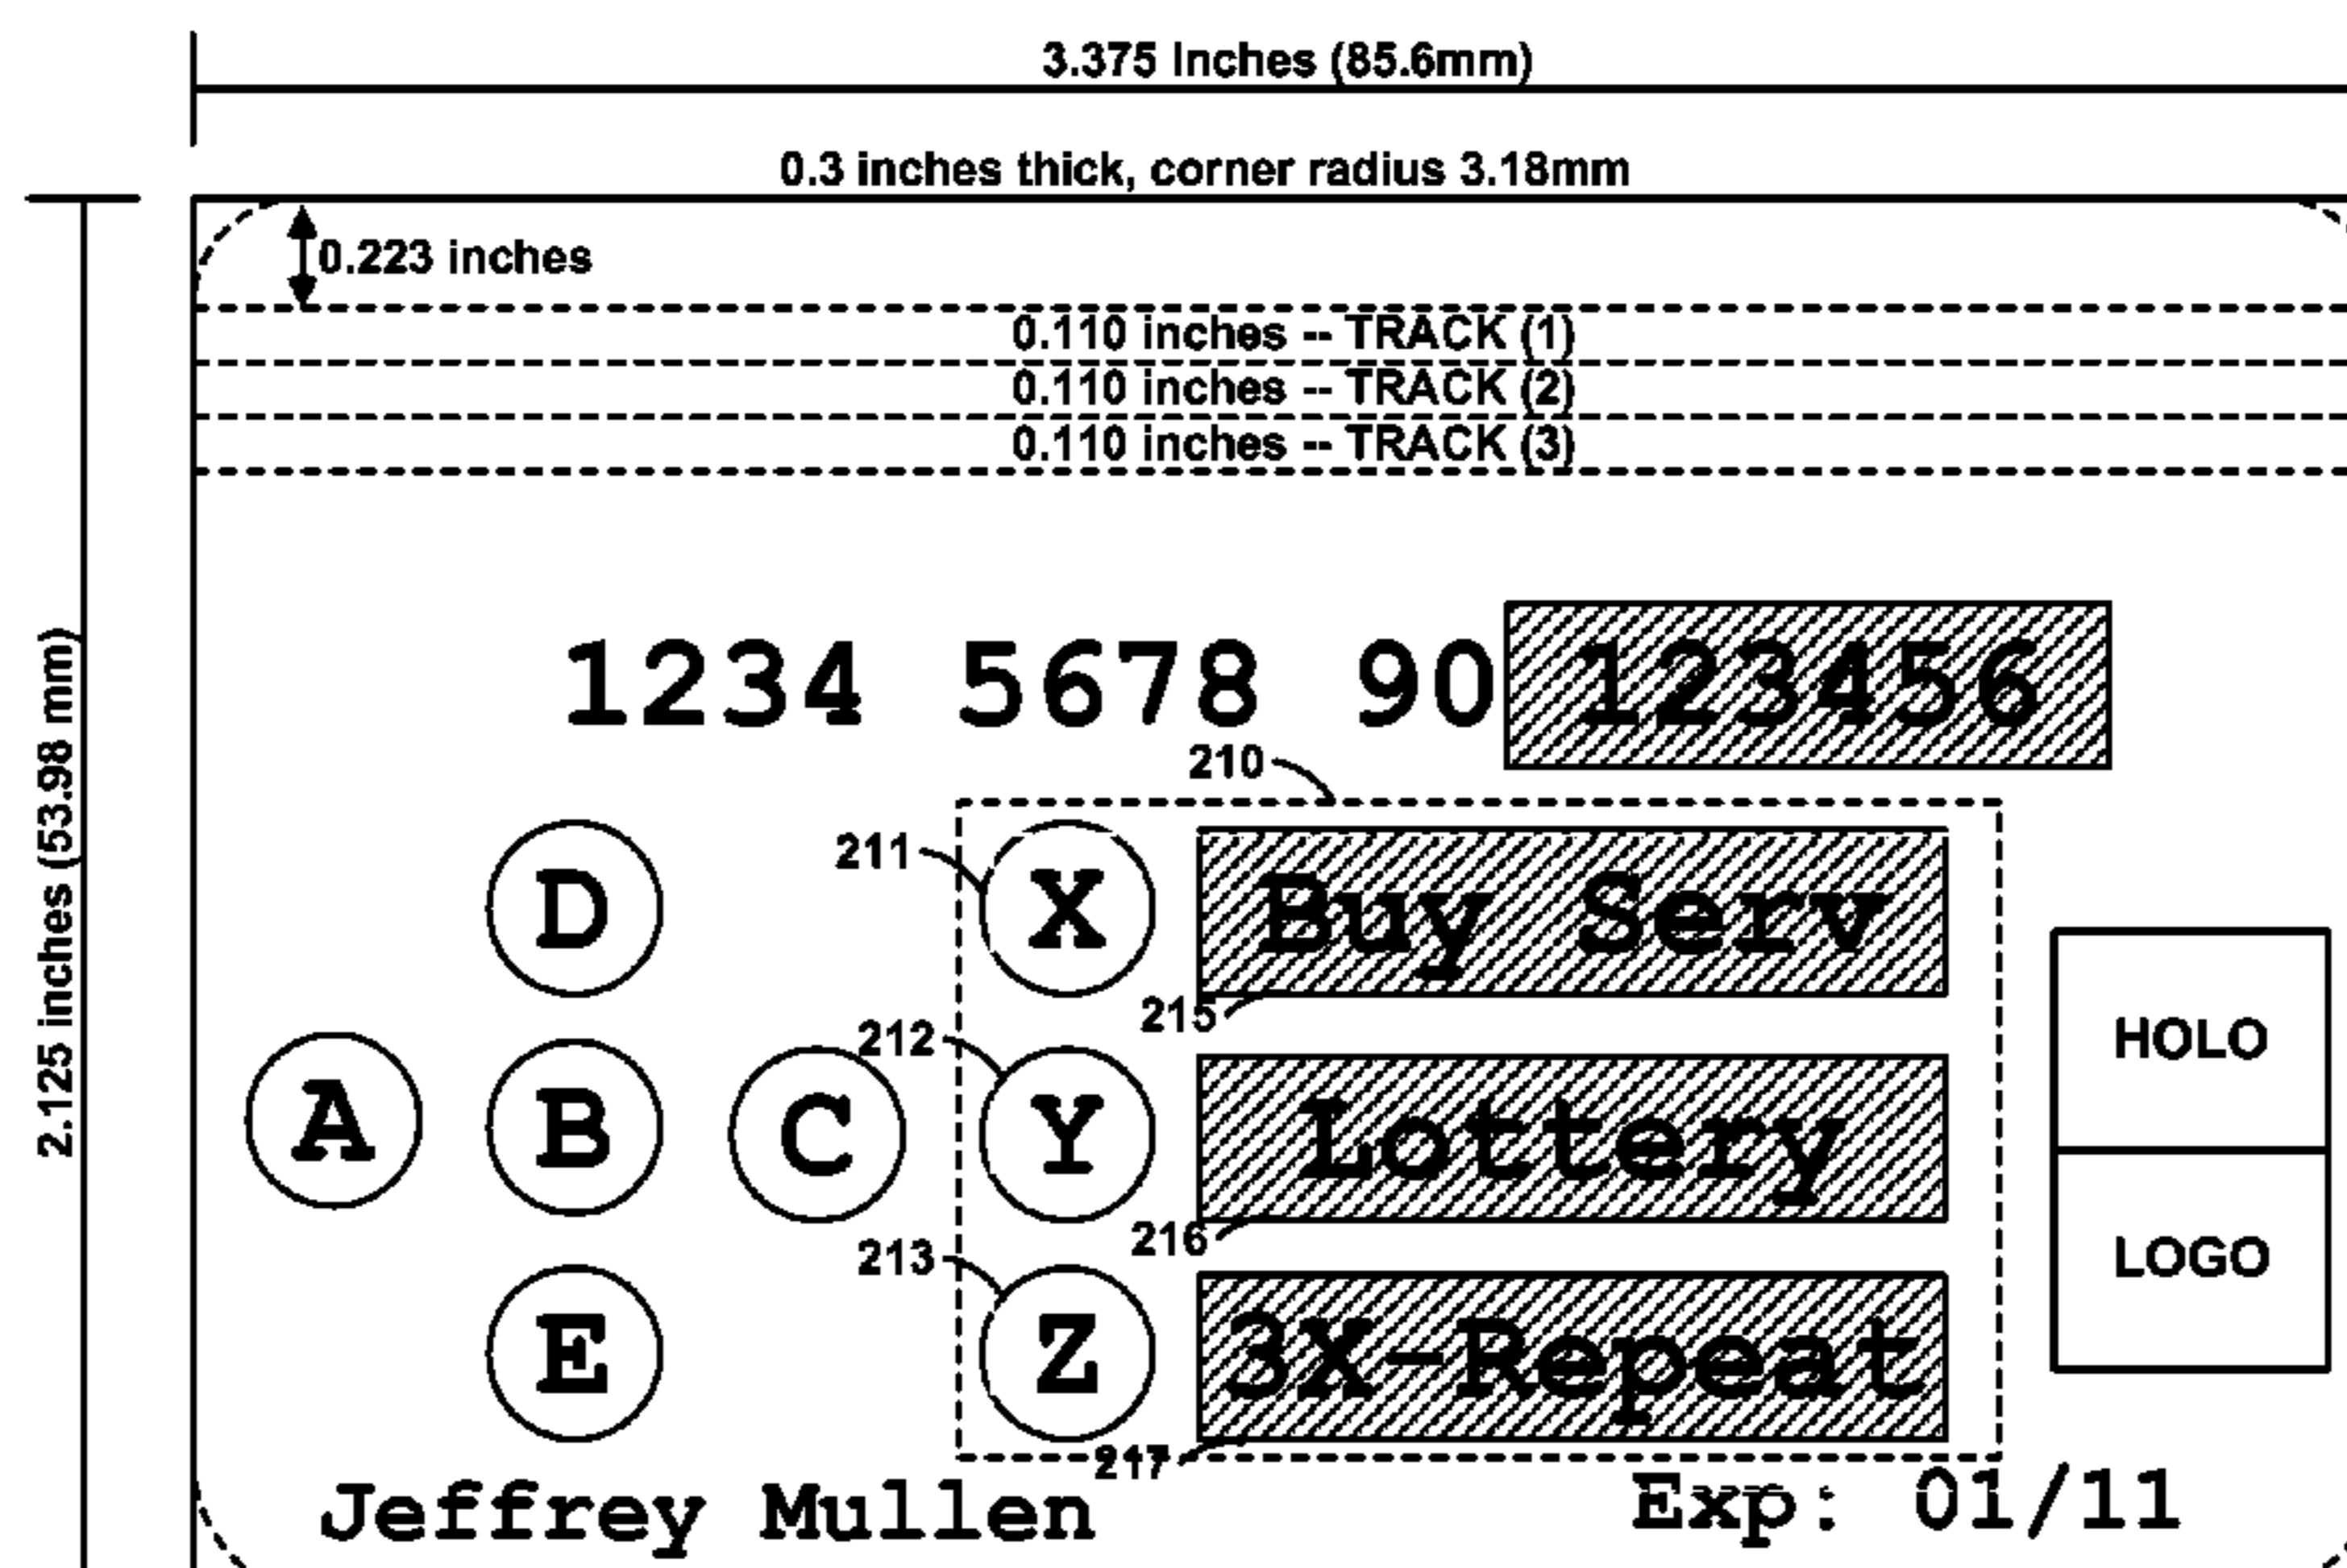 3.375 Inches (85.6mm)
0.3 inches thick, corner radius 3.18mm
0.223 inches
0.110 inches -- TRACK (1)
0.110 inches -- TRACK (2)
0.110 inches -- TRACK (3)
2.125 inches (53.98 mm)
1234 5678 90 123456
210
211
D
X
Buy Serv
215
212
A
B
C
Y
Lottery
216
213
E
Z
3X-Repeat
217
HOLO
LOGO
Jeffrey Mullen
Exp: 01/11